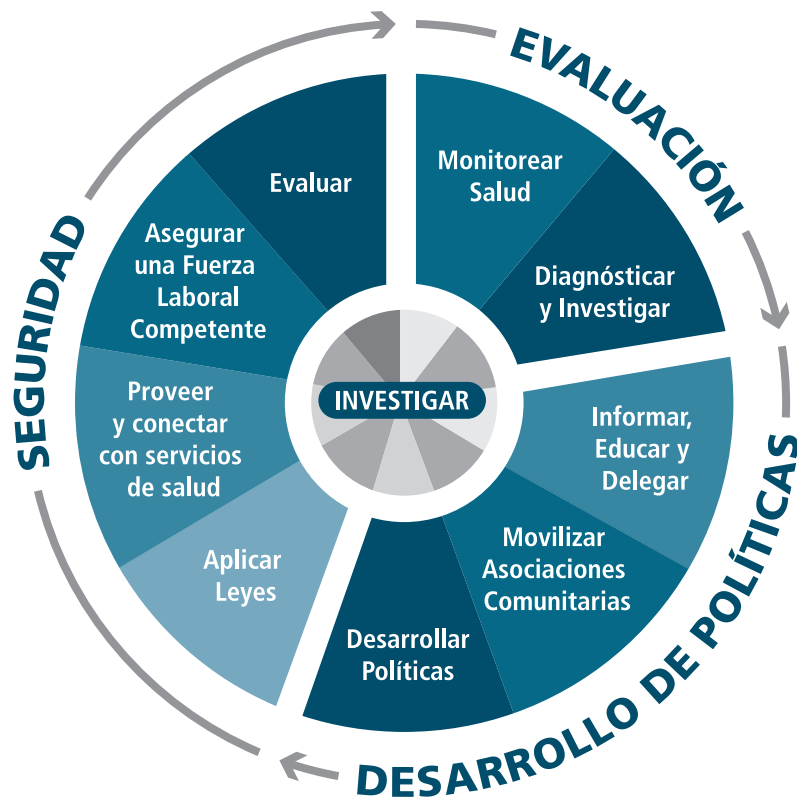 EVALUACIÓN
Monitorear
Salud
Diagnósticar
y Investigar
DESARROLLO DE POLÍTICAS
Informar,
Educar y
Delegar
Movilizar
Asociaciones
Comunitarias
Desarrollar
Políticas
SEGURIDAD
Aplicar
Leyes
Proveer
y conectar
con servicios
de salud
Asegurar
una Fuerza
Laboral
Competente
Evaluar
INVESTIGAR